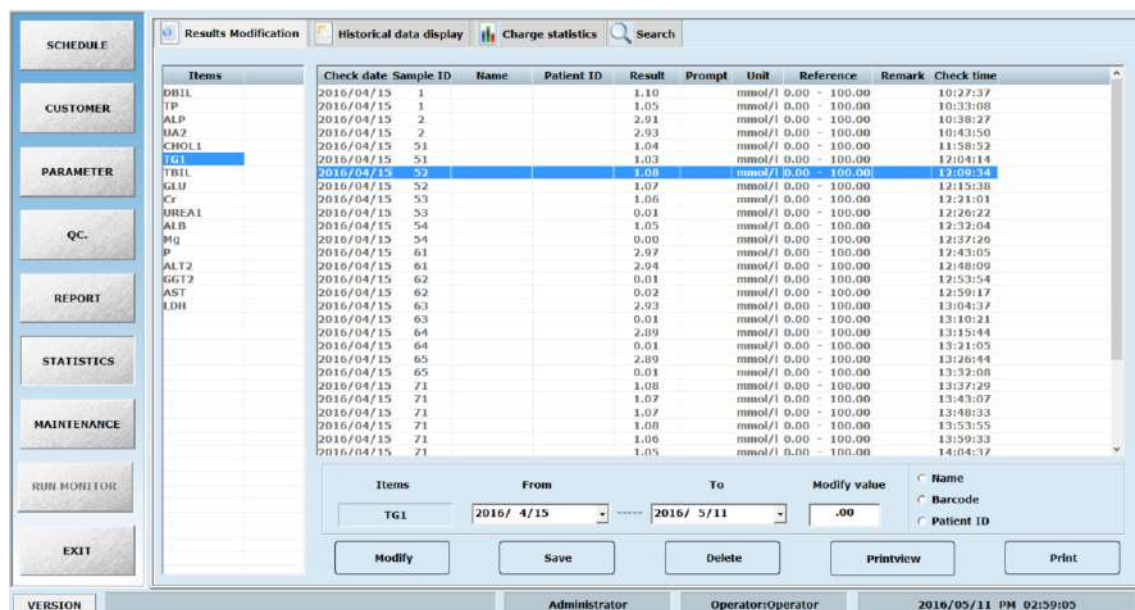 SCHEDULE
CUSTOMER
PARAMETER
QC.
REPORT
STATISTICS
MAINTENANCE
RUN MONITOR
EXIT
Results Modification Historical data display Charge statistics Search
Items
DBIL
TP
ALP
UA2
CHOL1
TG1
TBIL
GLU
Cr
UREA1
ALB
Mg
P
ALT2
GGT2
AST
LDH
Check date Sample ID Name Patient ID Result Prompt Unit Reference Remark Check time
2016/04/15 1 1.10 mmol/l 0.00 - 100.00 10:27:37
2016/04/15 1 1.05 mmol/l 0.00 - 100.00 10:33:08
2016/04/15 2 2.91 mmol/l 0.00 - 100.00 10:38:27
2016/04/15 2 2.93 mmol/l 0.00 - 100.00 10:43:50
2016/04/15 51 1.04 mmol/l 0.00 - 100.00 11:58:52
2016/04/15 51 1.03 mmol/l 0.00 - 100.00 12:04:14
2016/04/15 52 1.08 mmol/l 0.00 - 100.00 12:09:34
2016/04/15 52 1.07 mmol/l 0.00 - 100.00 12:15:38
2016/04/15 53 1.06 mmol/l 0.00 - 100.00 12:21:01
2016/04/15 53 0.01 mmol/l 0.00 - 100.00 12:26:22
2016/04/15 54 1.05 mmol/l 0.00 - 100.00 12:32:04
2016/04/15 54 0.00 mmol/l 0.00 - 100.00 12:37:26
2016/04/15 61 2.97 mmol/l 0.00 - 100.00 12:43:05
2016/04/15 61 2.94 mmol/l 0.00 - 100.00 12:48:09
2016/04/15 62 0.01 mmol/l 0.00 - 100.00 12:53:54
2016/04/15 62 0.02 mmol/l 0.00 - 100.00 12:59:17
2016/04/15 63 2.93 mmol/l 0.00 - 100.00 13:04:37
2016/04/15 63 0.01 mmol/l 0.00 - 100.00 13:10:21
2016/04/15 64 2.89 mmol/l 0.00 - 100.00 13:15:44
2016/04/15 64 0.01 mmol/l 0.00 - 100.00 13:21:05
2016/04/15 65 2.89 mmol/l 0.00 - 100.00 13:26:44
2016/04/15 65 0.01 mmol/l 0.00 - 100.00 13:32:08
2016/04/15 71 1.08 mmol/l 0.00 - 100.00 13:37:29
2016/04/15 71 1.07 mmol/l 0.00 - 100.00 13:43:07
2016/04/15 71 1.07 mmol/l 0.00 - 100.00 13:48:33
2016/04/15 71 1.08 mmol/l 0.00 - 100.00 13:53:55
2016/04/15 71 1.06 mmol/l 0.00 - 100.00 13:59:33
2016/04/15 71 1.05 mmol/l 0.00 - 100.00 14:04:37
Items From To Modify value
TG1 2016/ 4/15 ----- 2016/ 5/11 .00
Name
Barcode
Patient ID
Modify Save Delete Printview Print
VERSION Administrator Operator:Operator 2016/05/11 PM 02:59:05